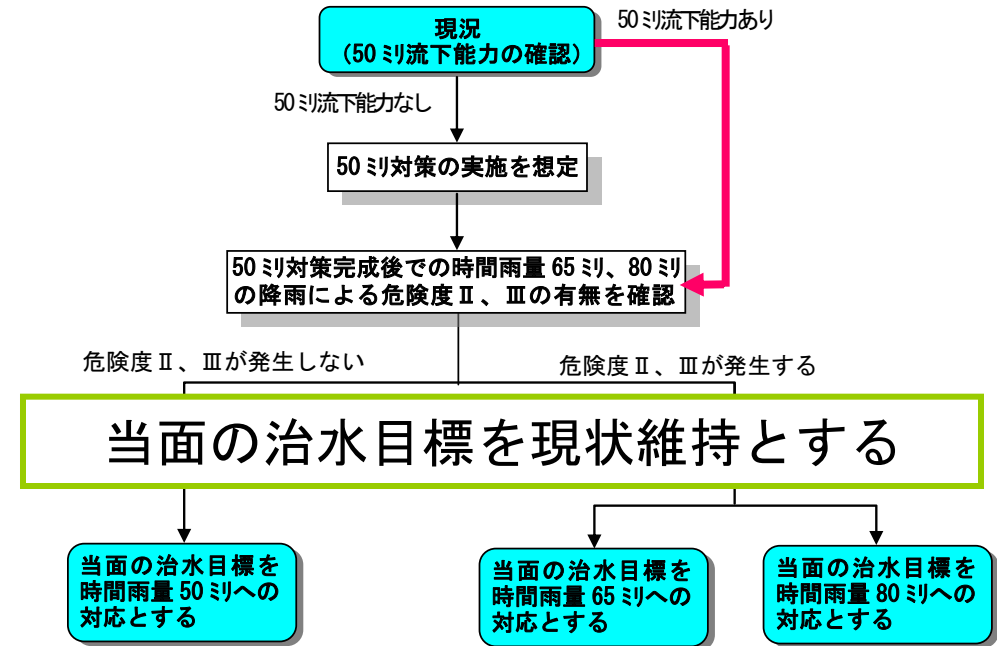 現況
(50ミリ流下能力の確認)
50ミリ流下能力あり
50ミリ流下能力なし
50ミリ対策の実施を想定
50ミリ対策完成後での時間雨量65ミリ、80ミリ
の降雨による危険度Ⅱ、Ⅲの有無を確認
危険度Ⅱ、Ⅲが発生しない
危険度Ⅱ、Ⅲが発生する
当面の治水目標を現状維持とする
当面の治水目標を
時間雨量50ミリへの
対応とする
当面の治水目標を
時間雨量65ミリへの
対応とする
当面の治水目標を
時間雨量80ミリへの
対応とする